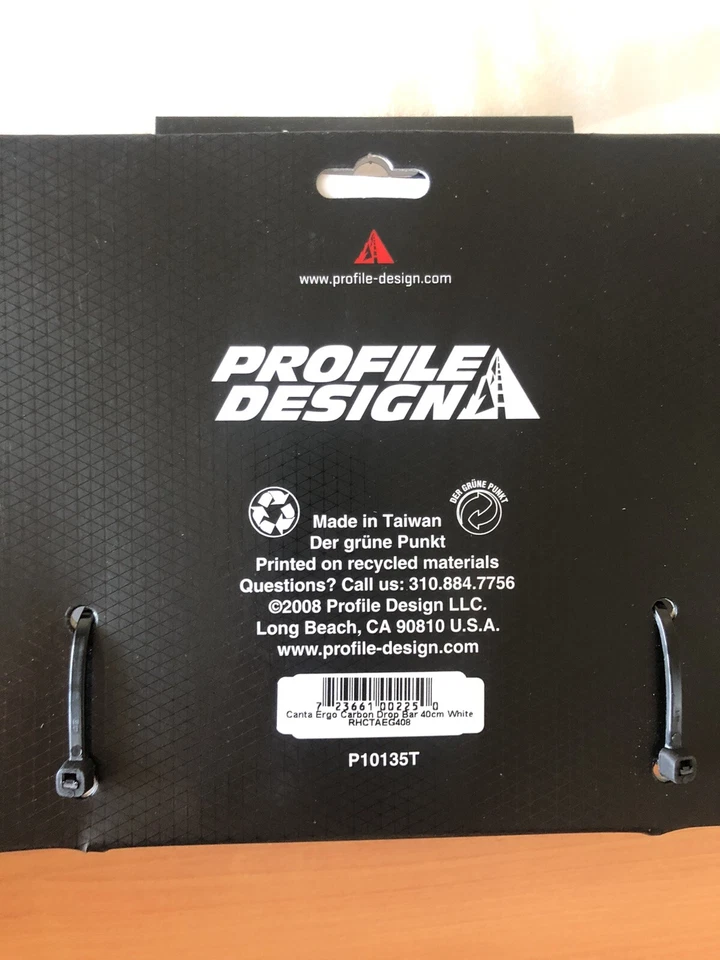 www.profile-design.com
PROFILE
DESIGN
DER GRÜNE PUNKT
Made in Taiwan
Der grüne Punkt
Printed on recycled materials
Questions? Call us: 310.884.7756
©2008 Profile Design LLC.
Long Beach, CA 90810 U.S.A.
www.profile-design.com
7 23661 00225 0
Canta Ergo Carbon Drop Bar 40cm White
RHCTAEG408
P10135T